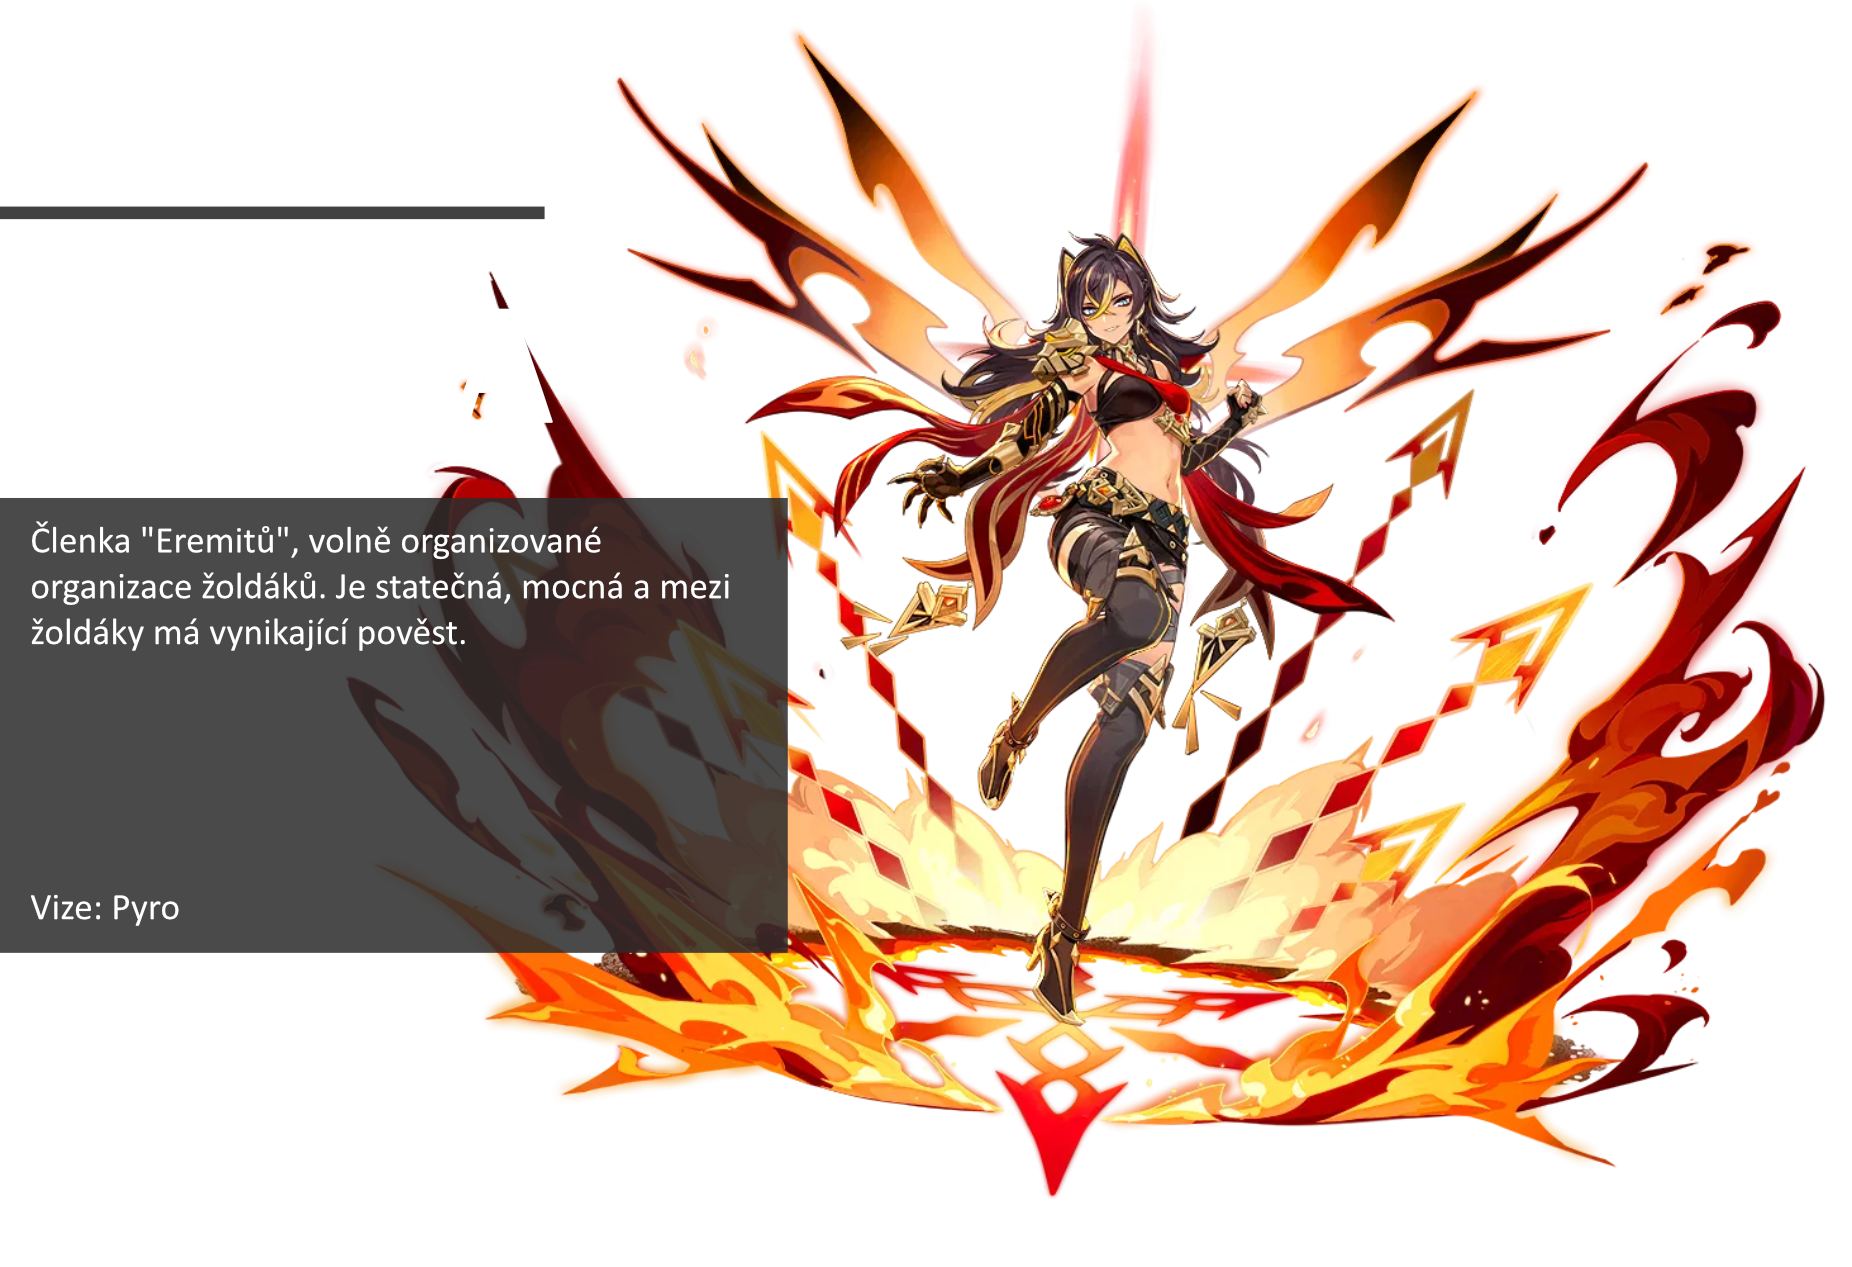 Členka "Eremitů", volně organizované
organizace žoldáků. Je statečná, mocná a mezi
žoldáky má vynikající pověst.
Vize: Pyro